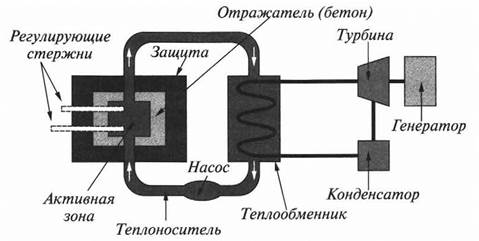 Отражатель (бетон)
Регулирующие
стержни
Защита
Турбина
Генератор
Насос
Активная
зона
Конденсатор
Теплообменник
Теплоноситель